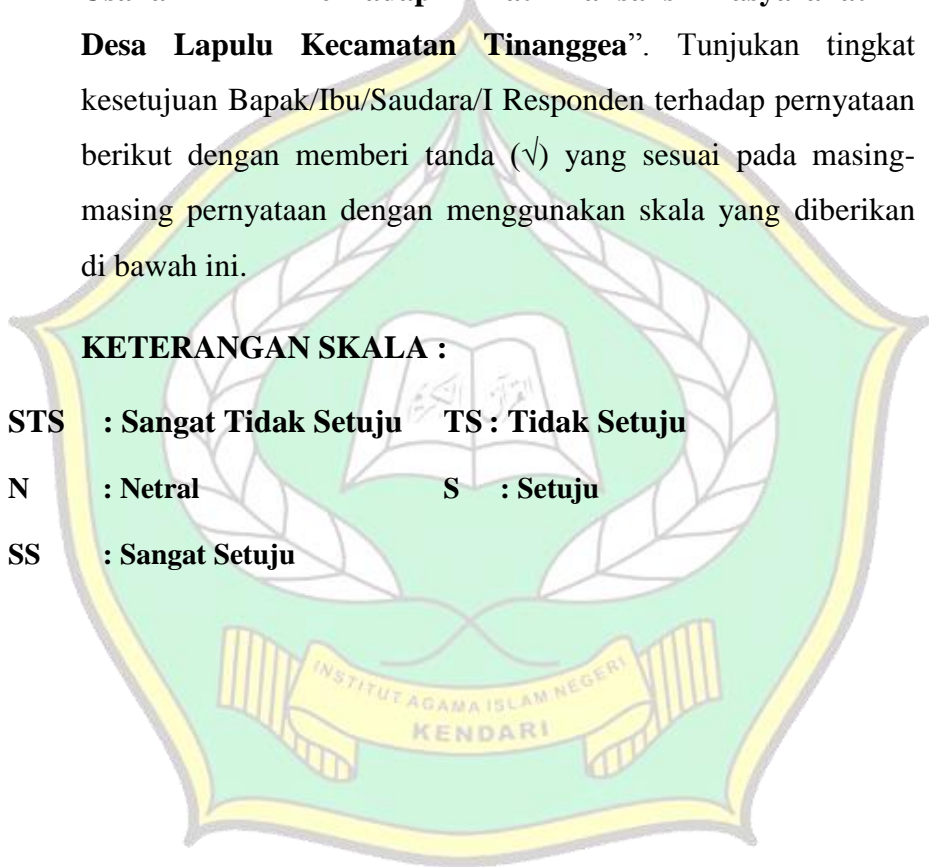 Desa Lapulu Kecamatan Tinanggea”. Tunjukan tingkat
kesetujuan Bapak/Ibu/Saudara/I Responden terhadap pernyataan
berikut dengan memberi tanda (√) yang sesuai pada masing-
masing pernyataan dengan menggunakan skala yang diberikan
di bawah ini.
KETERANGAN SKALA :
STS : Sangat Tidak Setuju TS : Tidak Setuju
N : Netral S : Setuju
SS : Sangat Setuju
INSTITUT AGAMA ISLAM NEGERI
KENDARI